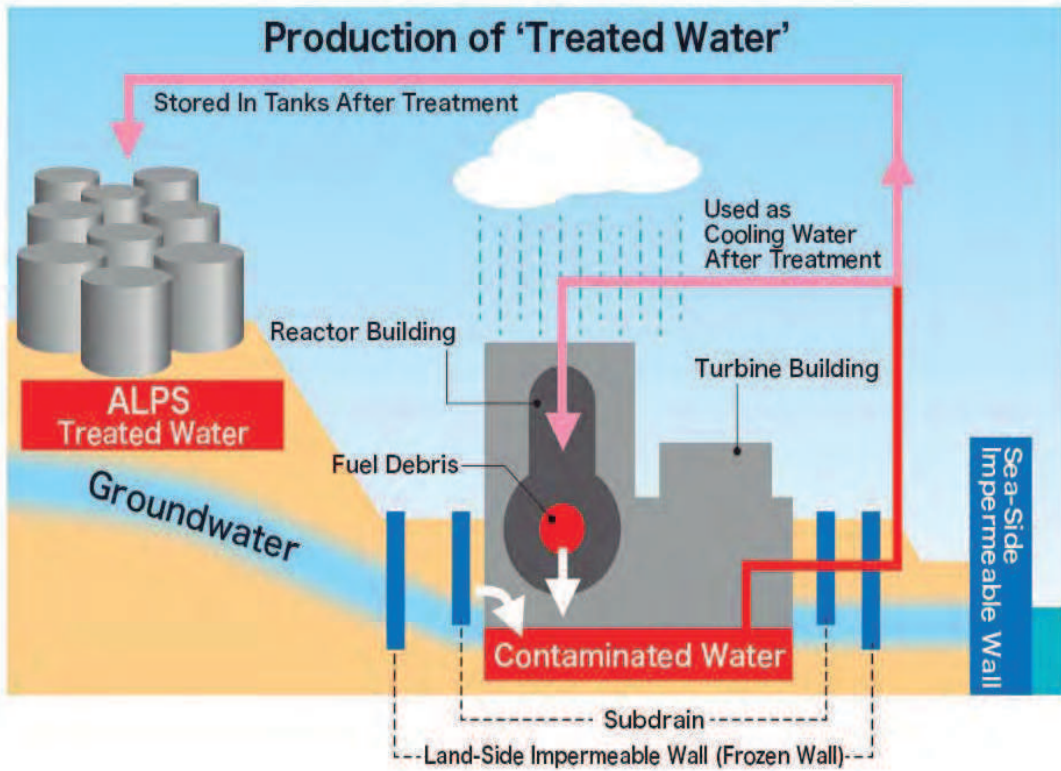 Production of ‘Treated Water’
Stored In Tanks After Treatment
Used as
Cooling Water
After Treatment
Reactor Building
Turbine Building
ALPS
Treated Water
Fuel Debris
Groundwater
Sea-Side
Impermeable Wall
Contaminated Water
Subdrain
Land-Side Impermeable Wall (Frozen Wall)